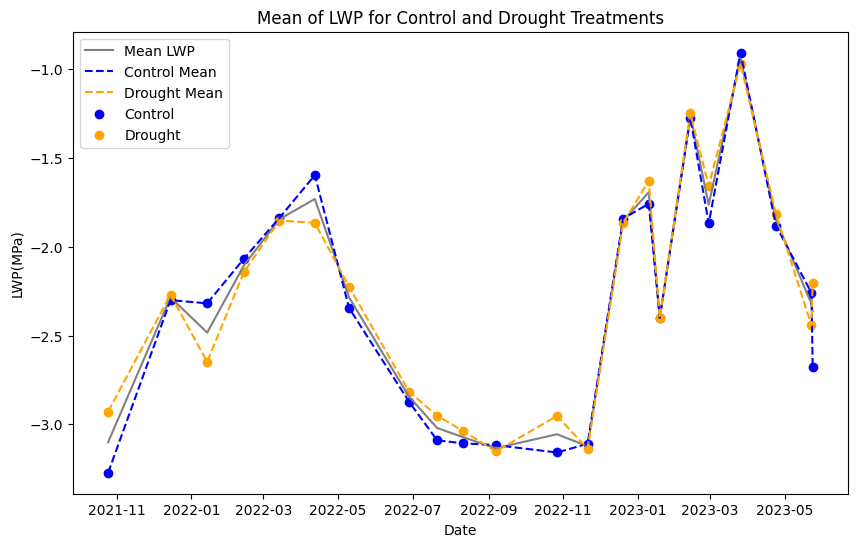 Mean of LWP for Control and Drought Treatments
Mean LWP
Control Mean
Drought Mean
Control
Drought
LWP(MPa)
−1.0
−1.5
−2.0
−2.5
−3.0
2021-11
2022-01
2022-03
2022-05
2022-07
2022-09
2022-11
2023-01
2023-03
2023-05
Date